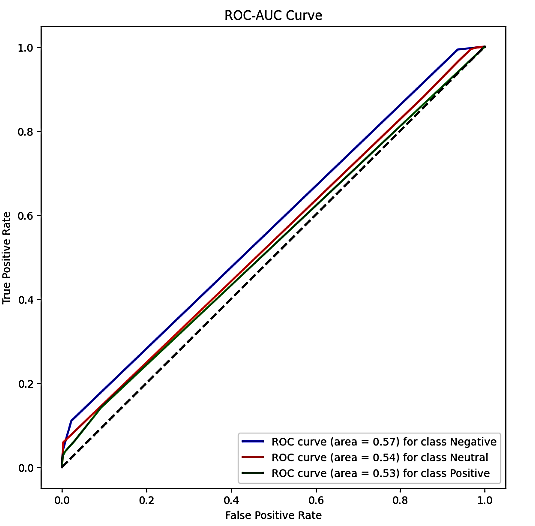 ROC-AUC Curve
True Positive Rate
1.0
0.8
0.6
0.4
0.2
0.0
ROC curve (area = 0.57) for class Negative
ROC curve (area = 0.54) for class Neutral
ROC curve (area = 0.53) for class Positive
0.0 0.2 0.4 0.6 0.8 1.0
False Positive Rate